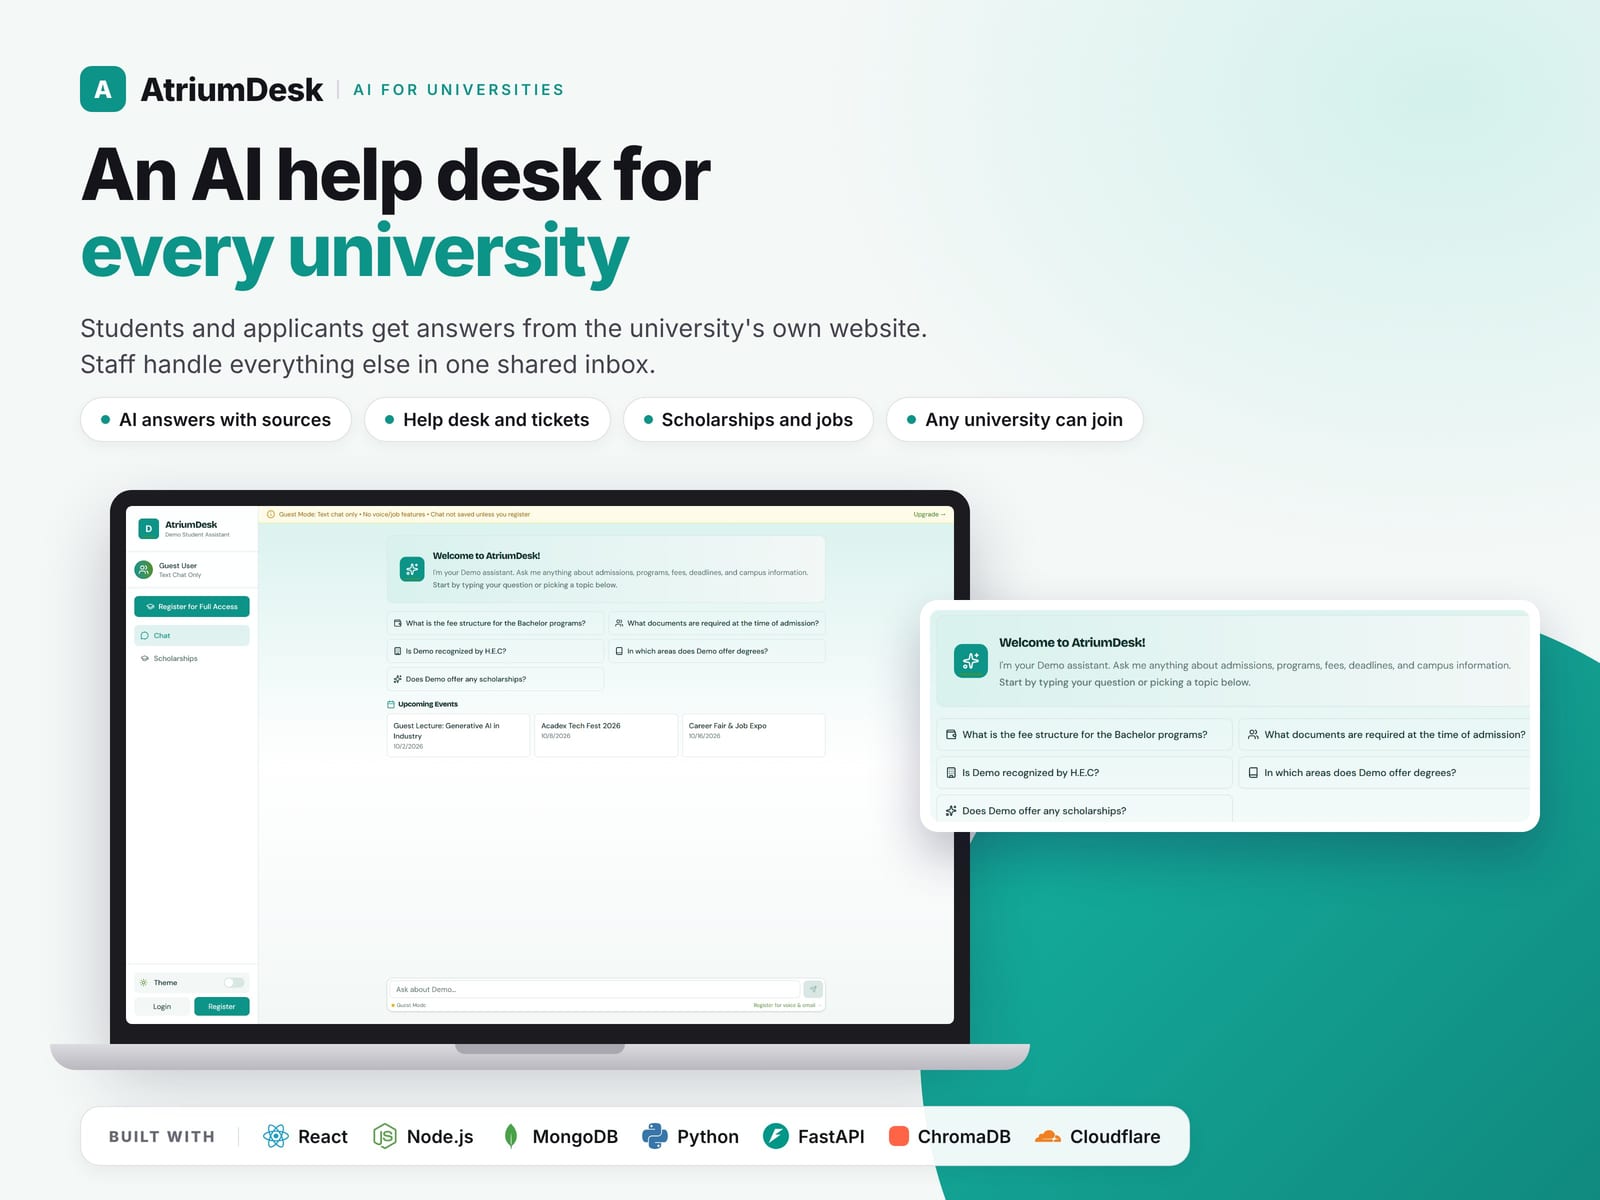 A AtriumDesk AI FOR UNIVERSITIES
An AI help desk for
every university
Students and applicants get answers from the university's own website.
Staff handle everything else in one shared inbox.
AI answers with sources Help desk and tickets Scholarships and jobs Any university can join
D AtriumDesk
Demo Student Assistant
Guest User
Text Chat Only
Register for Full Access
Chat
Scholarships
Theme
Login Register
Guest Mode: Text chat only • No voice/job features • Chat not saved unless you register Upgrade →
Welcome to AtriumDesk!
I'm your Demo assistant. Ask me anything about admissions, programs, fees, deadlines, and campus information.
Start by typing your question or picking a topic below.
What is the fee structure for the Bachelor programs? What documents are required at the time of admission?
Is Demo recognized by H.E.C? In which areas does Demo offer degrees?
Does Demo offer any scholarships?
Upcoming Events
Guest Lecture: Generative AI in
Industry
10/2/2026
Acadex Tech Fest 2026
10/8/2026
Career Fair & Job Expo
10/16/2026
Ask about Demo...
Guest Mode Register for voice & email →
Welcome to AtriumDesk!
I'm your Demo assistant. Ask me anything about admissions, programs, fees, deadlines, and campus information.
Start by typing your question or picking a topic below.
What is the fee structure for the Bachelor programs? What documents are required at the time of admission?
Is Demo recognized by H.E.C? In which areas does Demo offer degrees?
Does Demo offer any scholarships?
BUILT WITH React Node.js MongoDB Python FastAPI ChromaDB Cloudflare